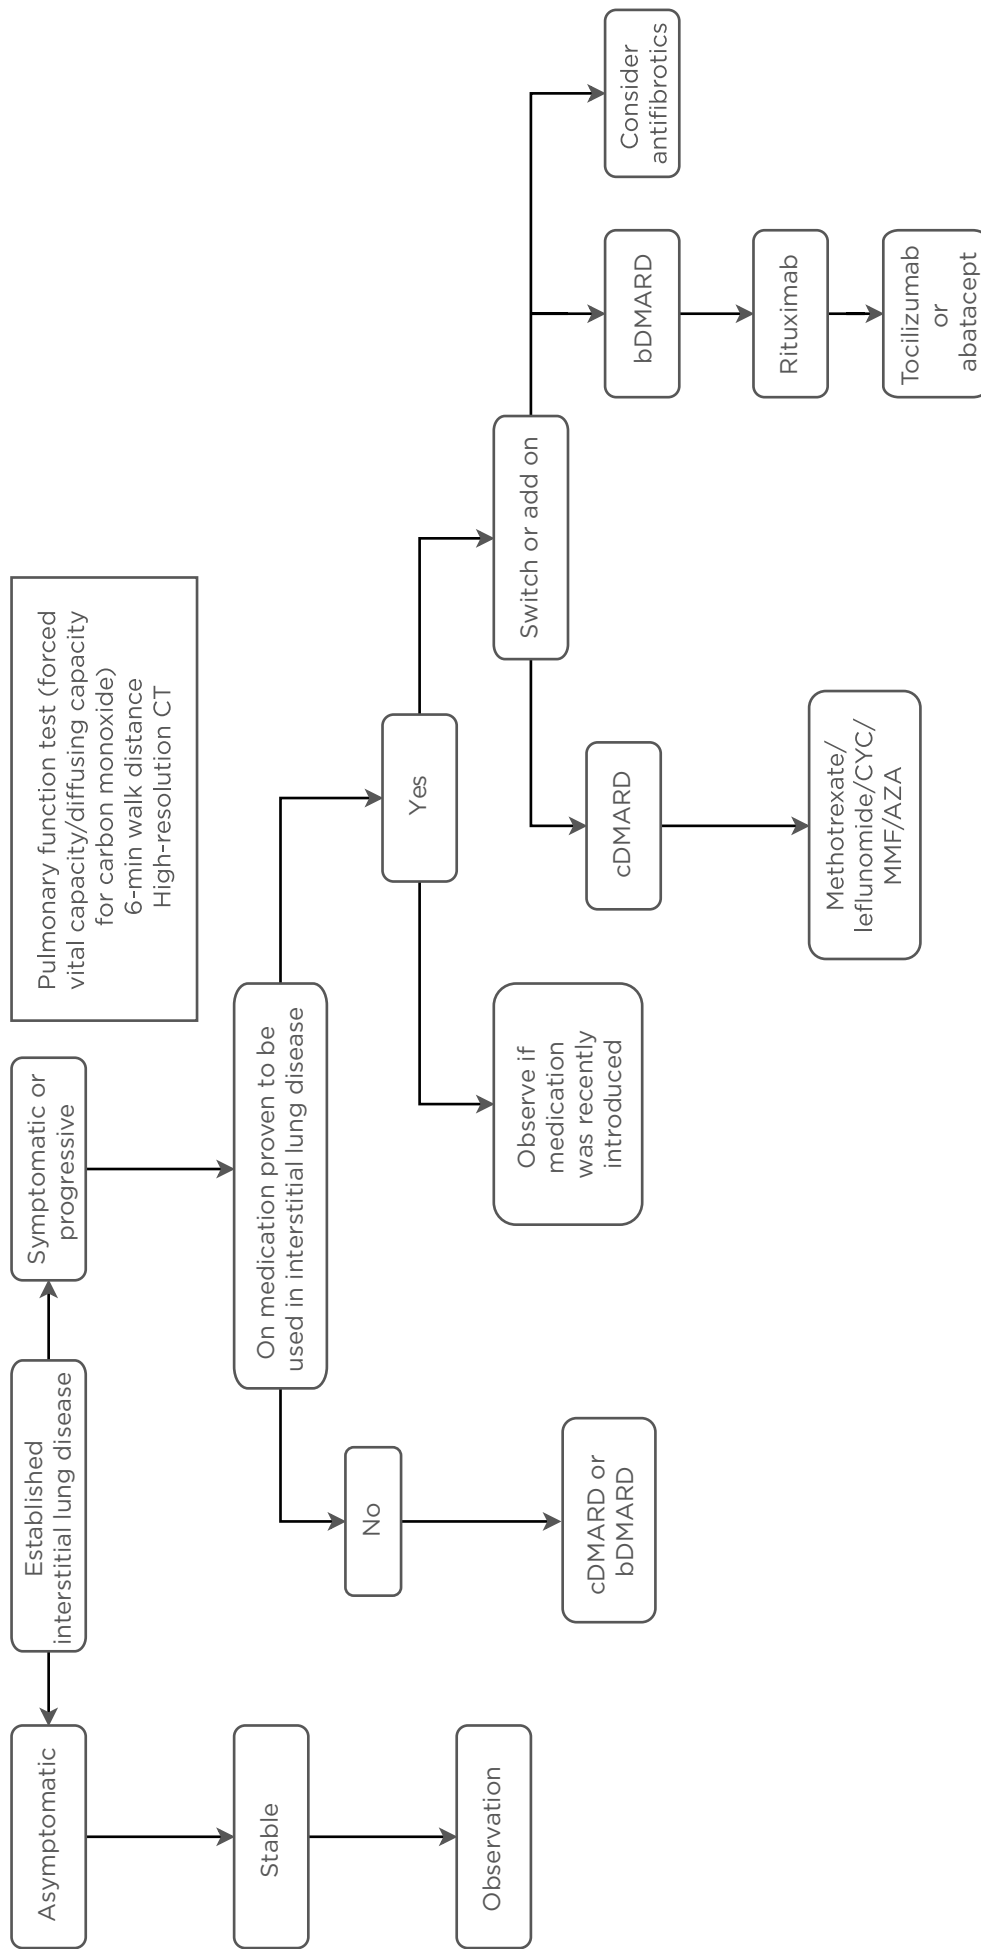 Asymptomatic
Established
interstitial lung disease
Symptomatic or
progressive
Pulmonary function test (forced
vital capacity/diffusing capacity
for carbon monoxide)
6-min walk distance
High-resolution CT
Stable
On medication proven to be
used in interstitial lung disease
Observation
No
Yes
cDMARD or
bDMARD
Observe if
medication
was recently
introduced
Switch or add on
cDMARD
bDMARD
Consider
antifibrotics
Methotrexate/
leflunomide/CYC/
MMF/AZA
Rituximab
Tocilizumab
or
abatacept